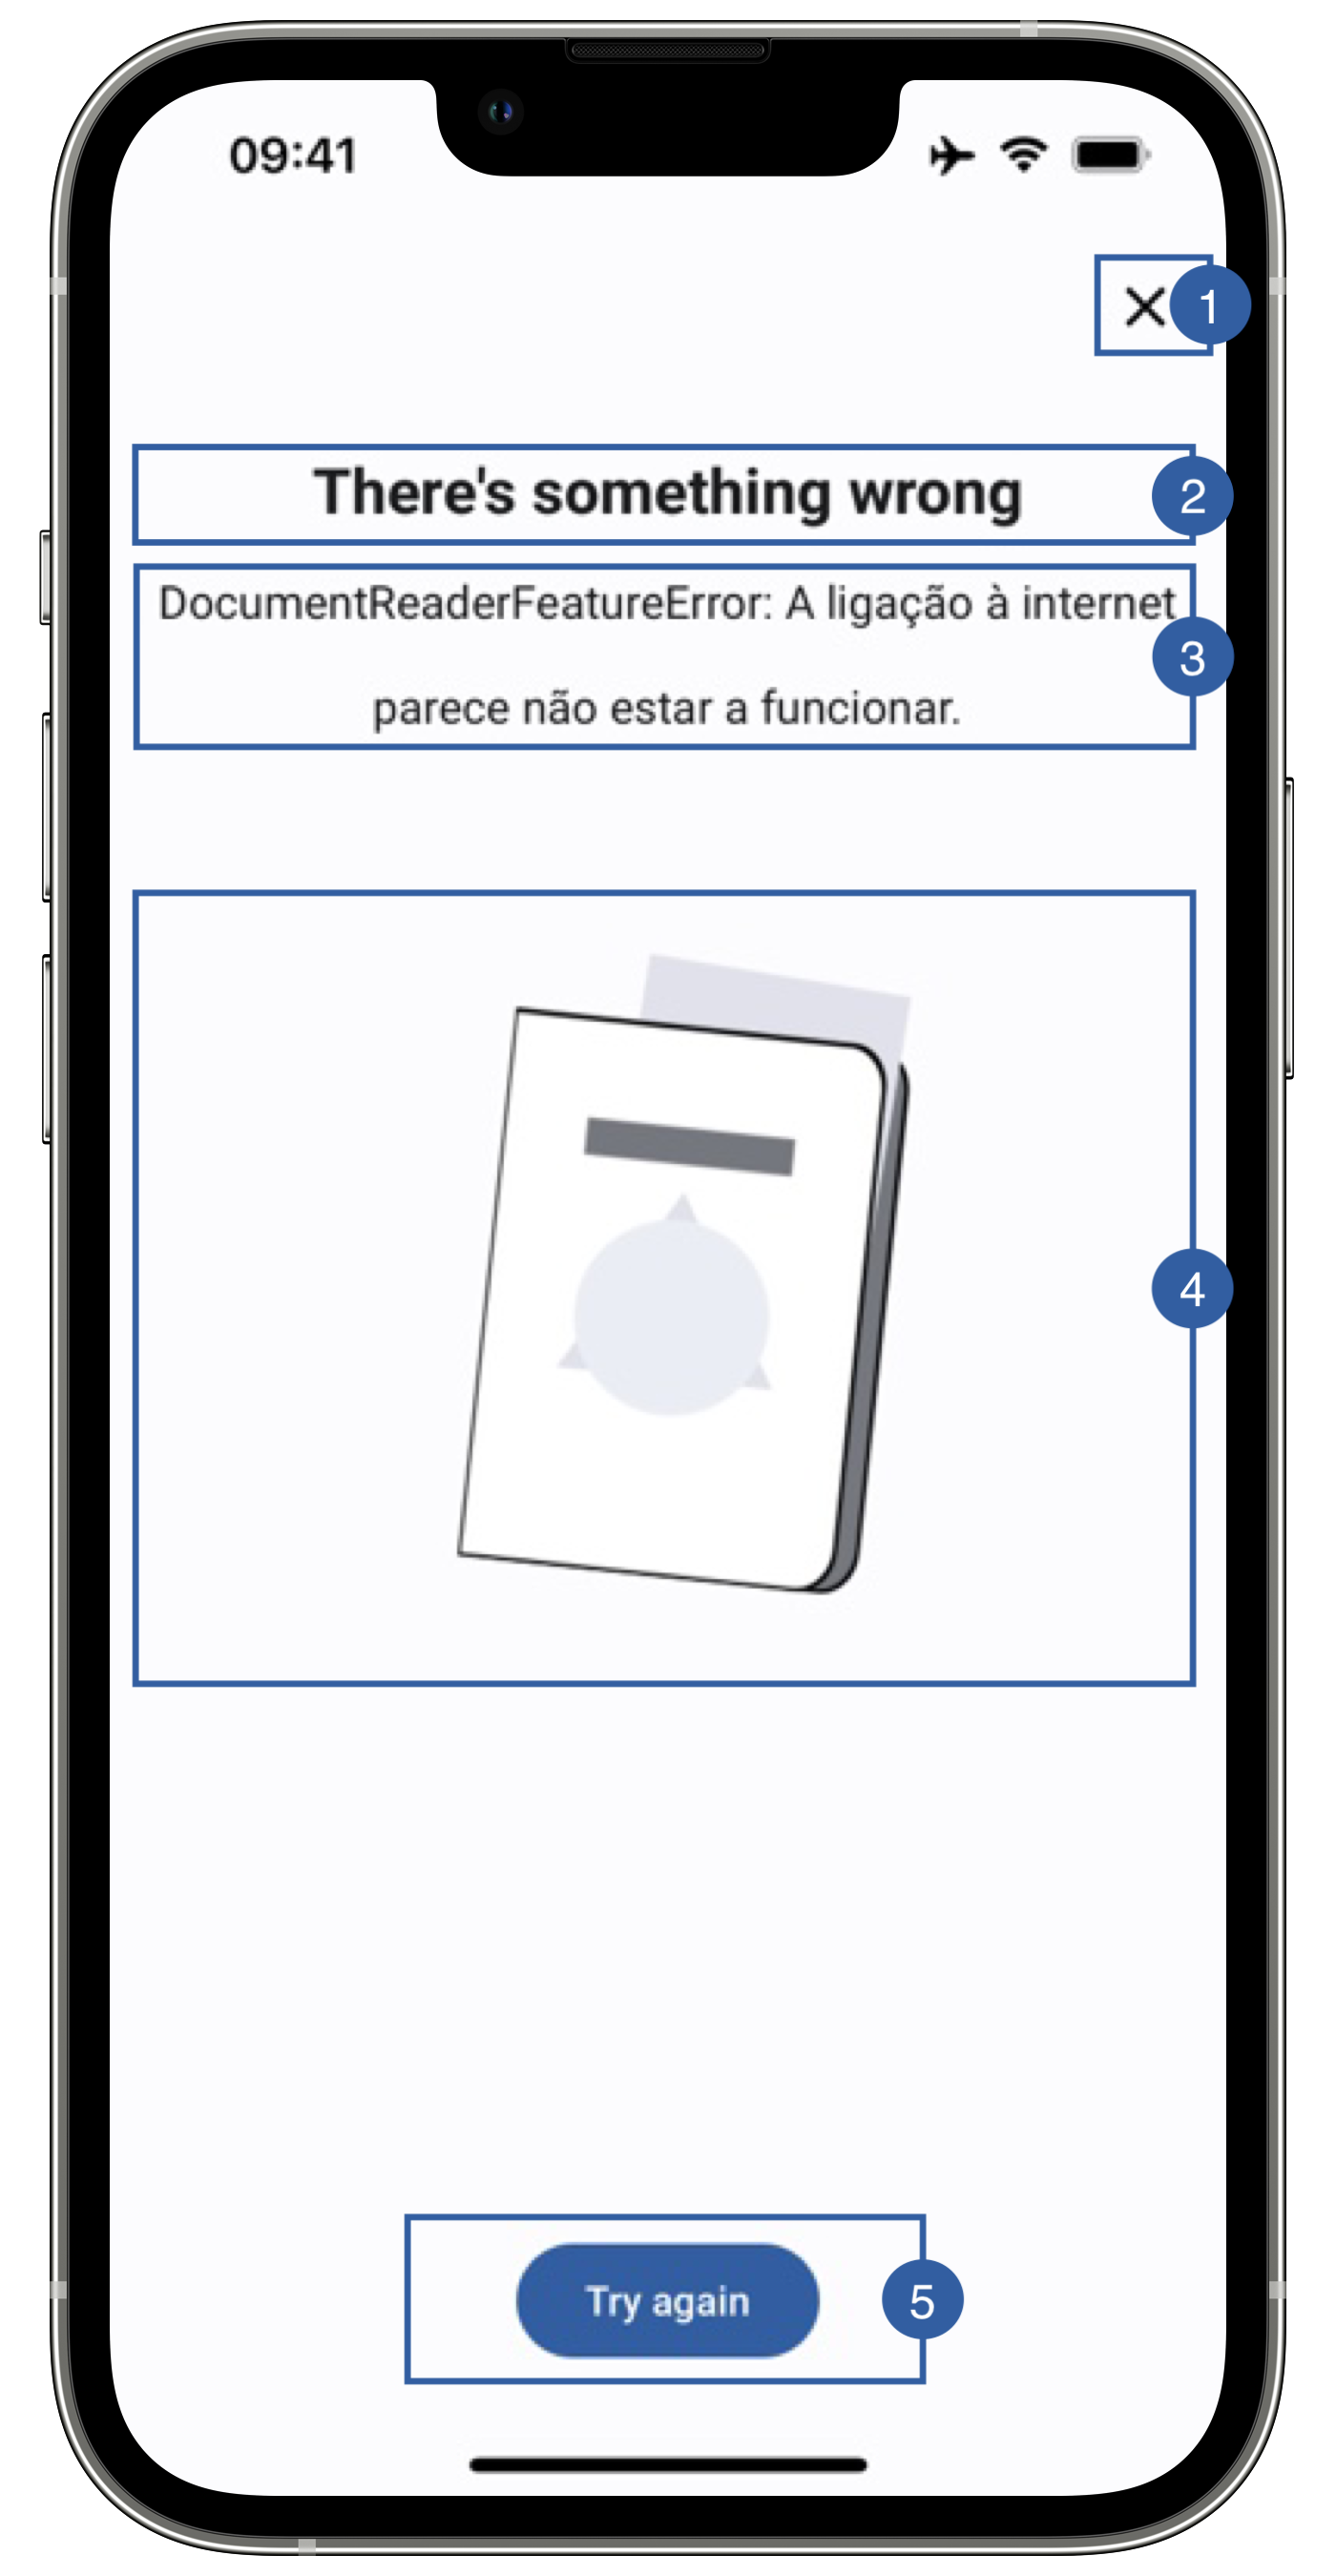 09:41
1
There's something wrong
2
DocumentReaderFeatureError: A ligação à internet
parece não estar a funcionar.
3
4
Try again
5